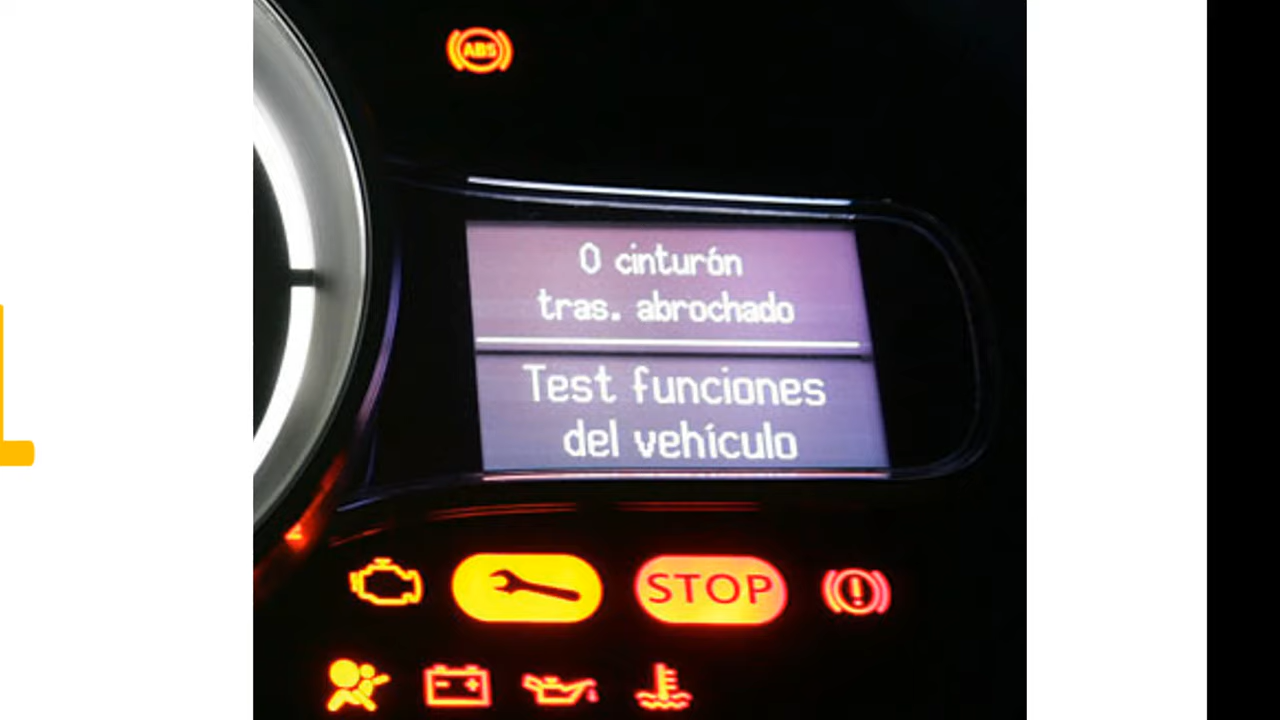 ABS
0 cinturón
tras. abrochado
Test funciones
del vehículo
STOP